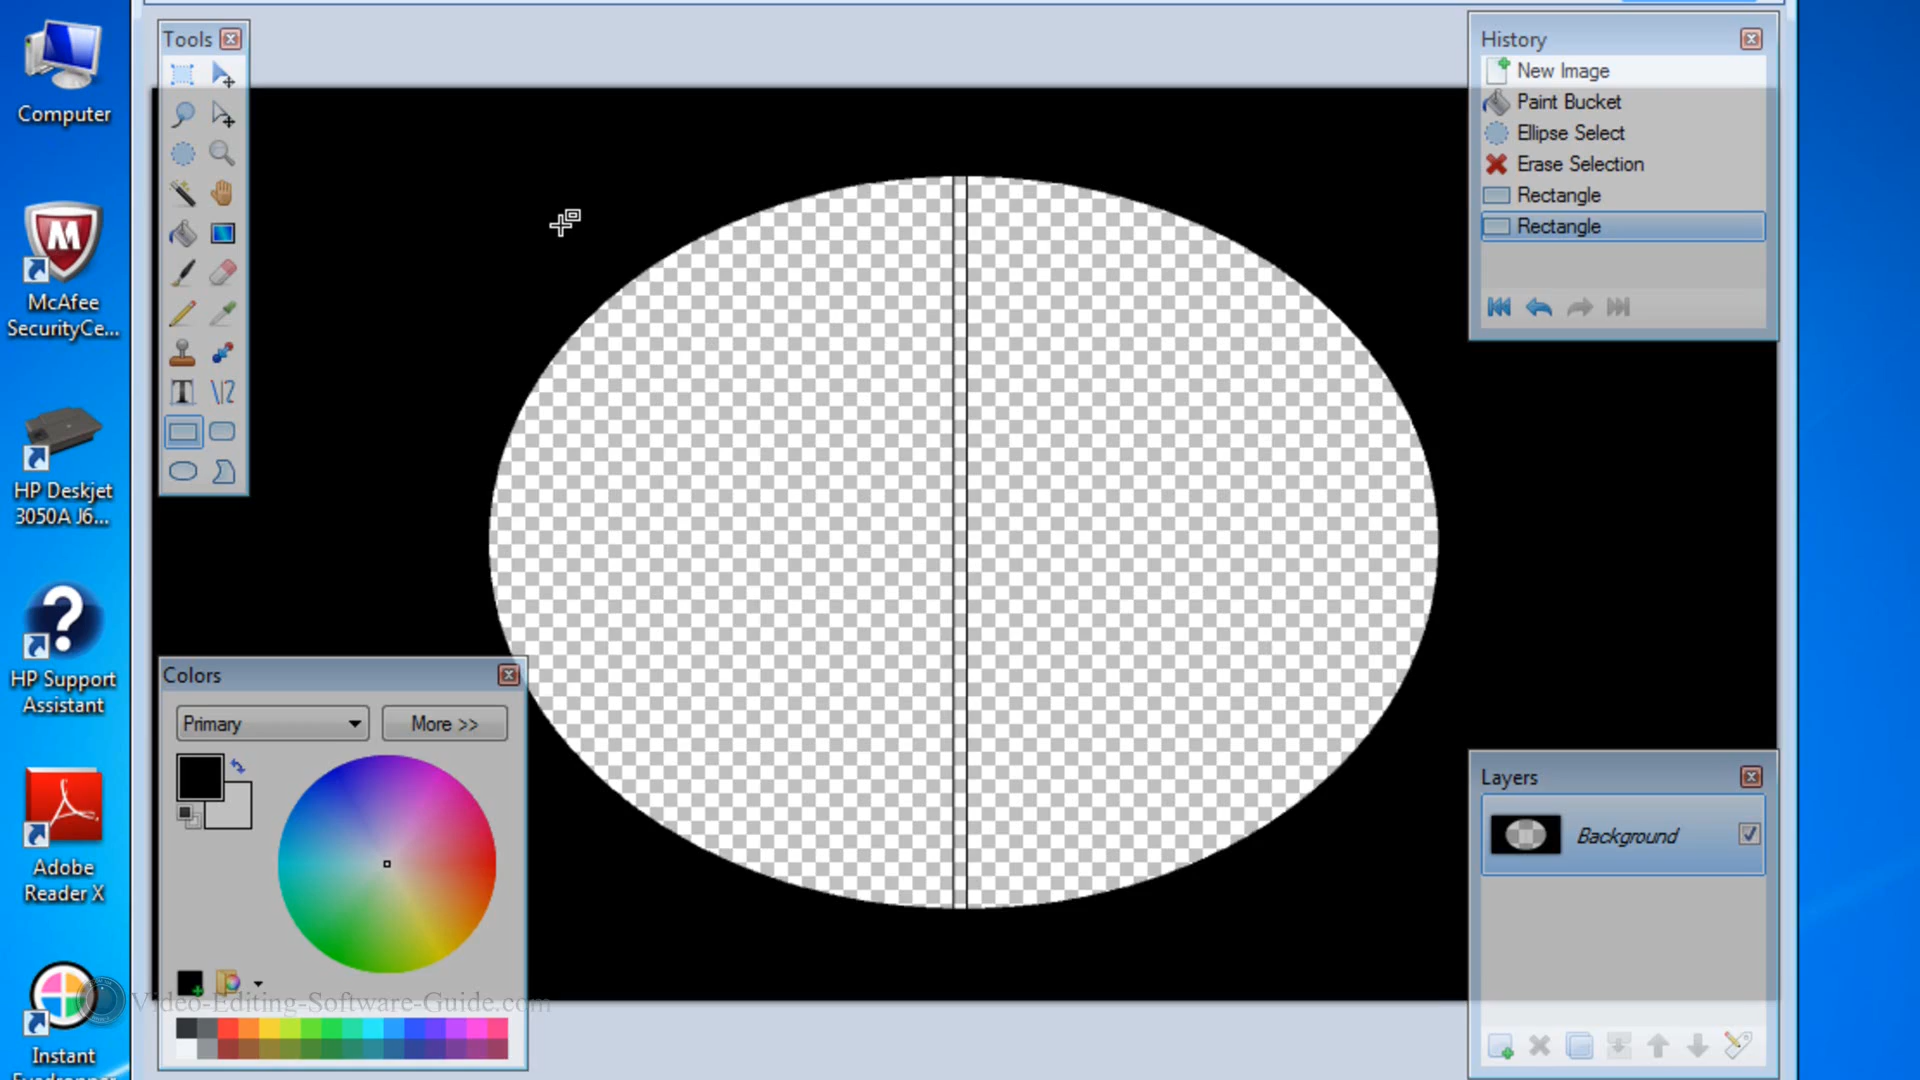 Computer
McAfee
SecurityCe...
HP Deskjet
3050A J6...
HP Support
Assistant
Adobe
Reader X
Instant
Tools
T
Colors
Primary
More >>
Video-Editing-Software-Guide.com
History
New Image
Paint Bucket
Ellipse Select
Erase Selection
Rectangle
Rectangle
Layers
Background